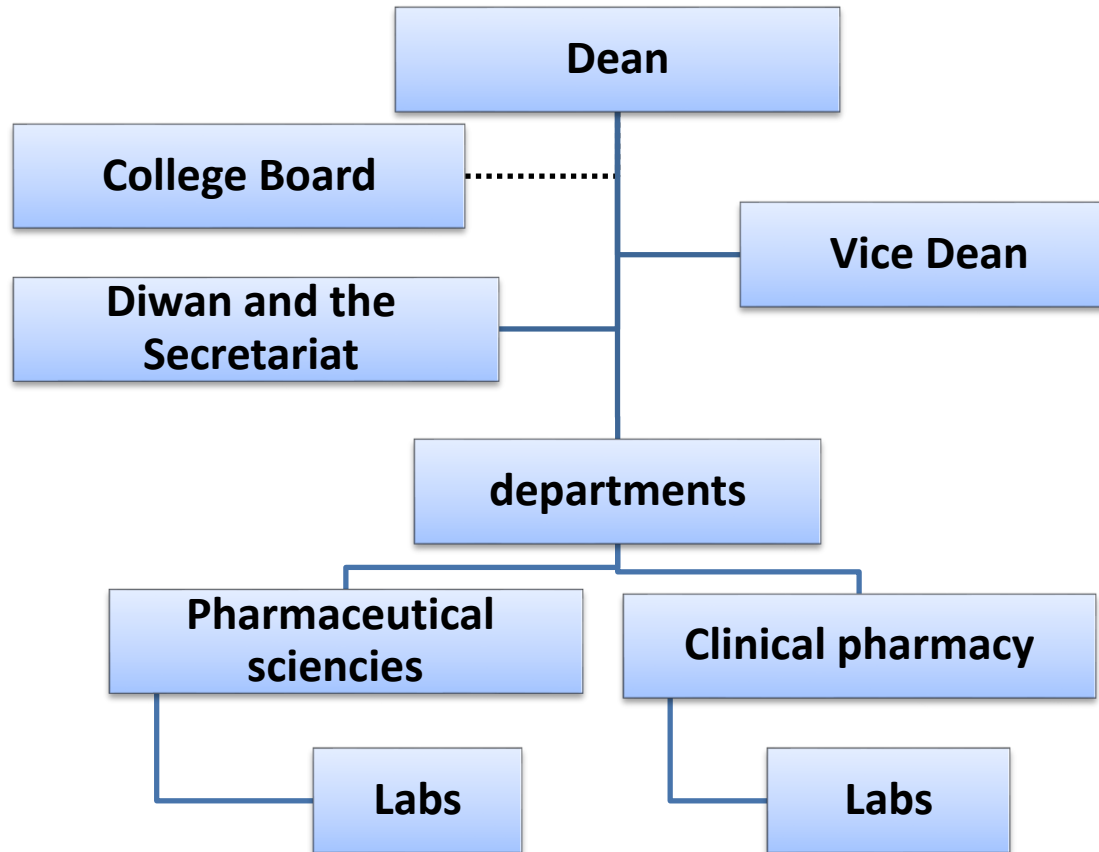 Dean
College Board
Vice Dean
Diwan and the
Secretariat
departments
Pharmaceutical
sciencies
Clinical pharmacy
Labs
Labs